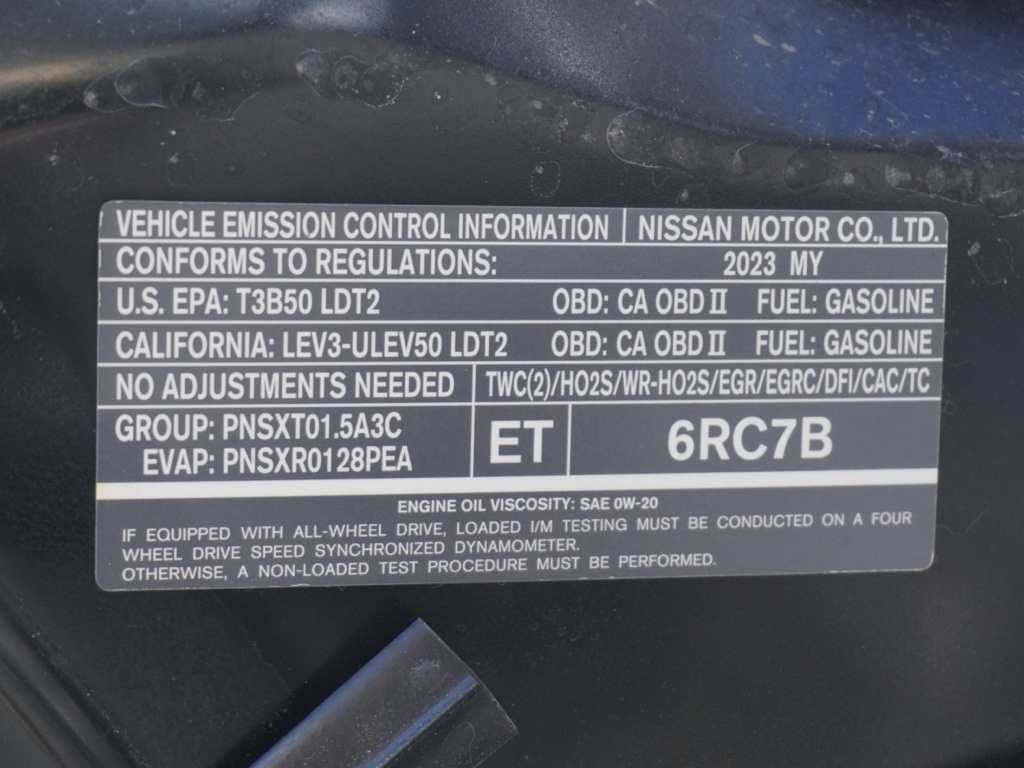 VEHICLE EMISSION CONTROL INFORMATION NISSAN MOTOR CO., LTD.
CONFORMS TO REGULATIONS: 2023 MY
U.S. EPA: T3B50 LDT2 OBD: CA OBD II FUEL: GASOLINE
CALIFORNIA: LEV3-ULEV50 LDT2 OBD: CA OBD II FUEL: GASOLINE
NO ADJUSTMENTS NEEDED TWC(2)/HO2S/WR-HO2S/EGR/EGRC/DFI/CAC/TC
GROUP: PNSXT01.5A3C
EVAP: PNSXR0128PEA
ET 6RC7B
ENGINE OIL VISCOSITY: SAE 0W-20
IF EQUIPPED WITH ALL-WHEEL DRIVE, LOADED I/M TESTING MUST BE CONDUCTED ON A FOUR
WHEEL DRIVE SPEED SYNCHRONIZED DYNAMOMETER.
OTHERWISE, A NON-LOADED TEST PROCEDURE MUST BE PERFORMED.